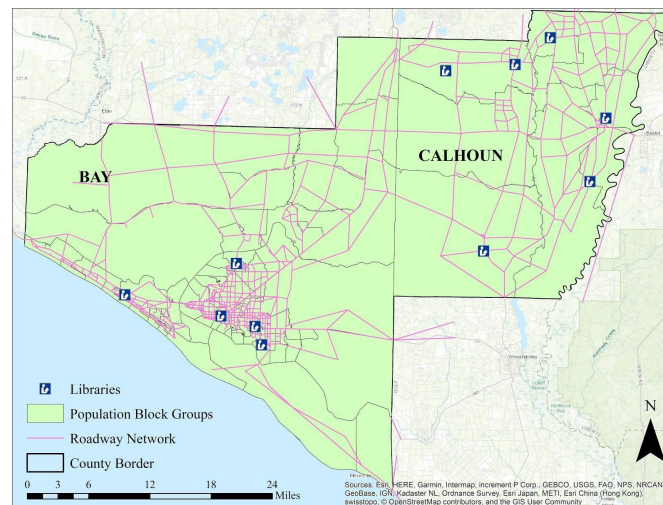 BAY
CALHOUN
Libraries
Population Block Groups
Roadway Network
County Border
0 3 6 12 18 24
Miles
N
Sources: Esri, HERE, Garmin, Intermap, increment P Corp., GEBCO, USGS, FAO, NPS, NRCAN,
GeoBase, IGN, Kadaster NL, Ordnance Survey, Esri Japan, METI, Esri China (Hong Kong),
swisstopo, © OpenStreetMap contributors, and the GIS User Community